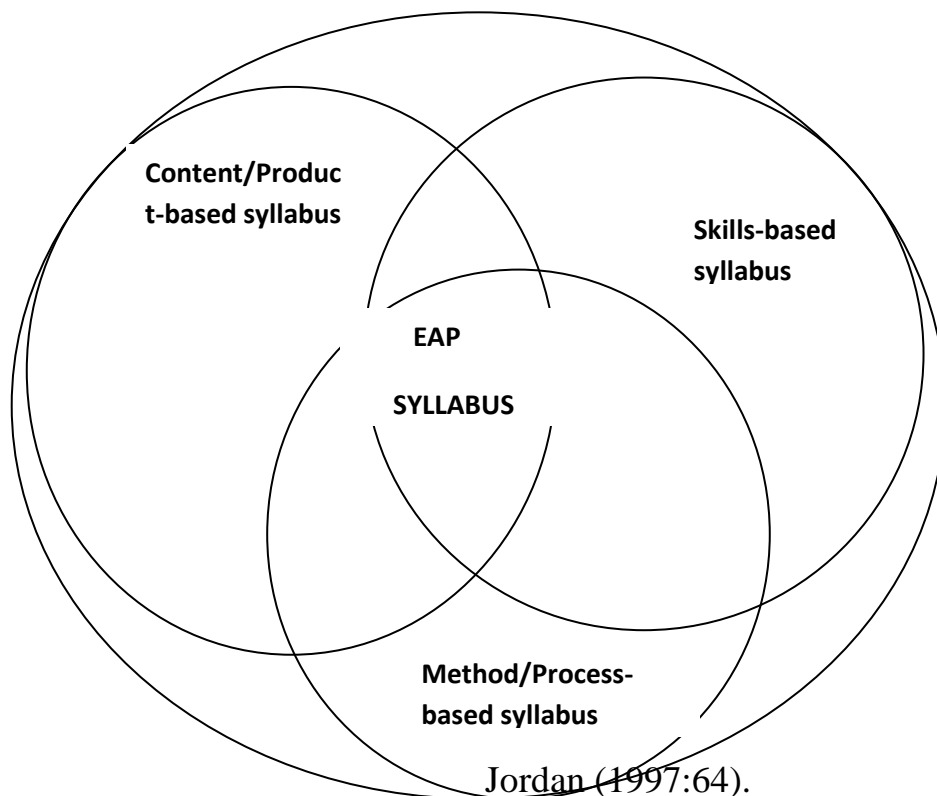 Content/Produc
t-based syllabus
Skills-based
syllabus
EAP
SYLLABUS
Method/Process-
based syllabus
Jordan (1997:64).